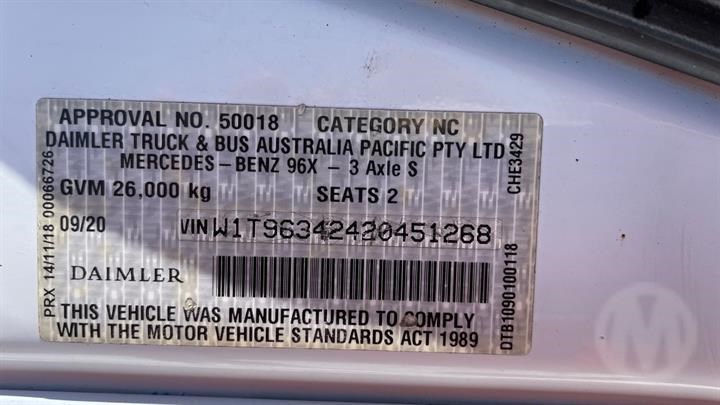 APPROVAL NO. 50018 CATEGORY NC
DAIMLER TRUCK & BUS AUSTRALIA PACIFIC PTY LTD
MERCEDES-BENZ 96X - 3 Axle S
GVM 26,000 kg SEATS 2
09/20 VIN W1T96342420451268
DAIMLER
THIS VEHICLE WAS MANUFACTURED TO COMPLY
WITH THE MOTOR VEHICLE STANDARDS ACT 1989
PRX 14/11/18 00066726
CHE3429
DTB1090100118
M